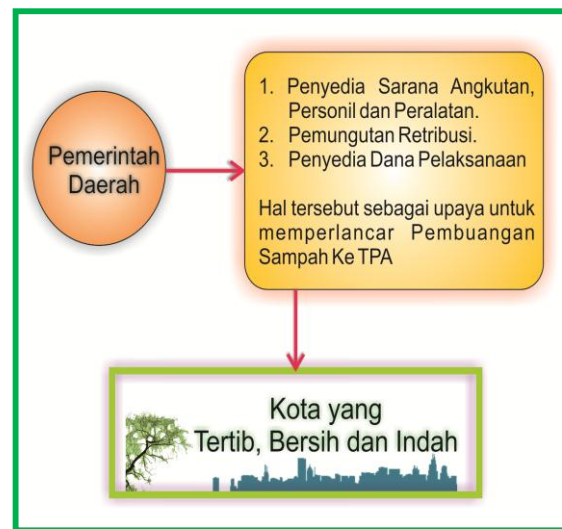 Pemerintah
Daerah
1. Penyedia Sarana Angkutan,
Personil dan Peralatan.
2. Pemungutan Retribusi.
3. Penyedia Dana Pelaksanaan
Hal tersebut sebagai upaya untuk
memperlancar Pembuangan
Sampah Ke TPA
Kota yang
Tertib, Bersih dan Indah